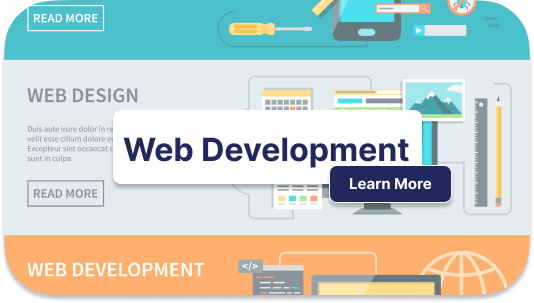 READ MORE
WEB DESIGN
Duis aute irure dolor in re
velit esse cillum dolore e
Excepteur sint occaecat c
sunt in culpa
Web Development
Learn More
READ MORE
WEB DEVELOPMENT
</>